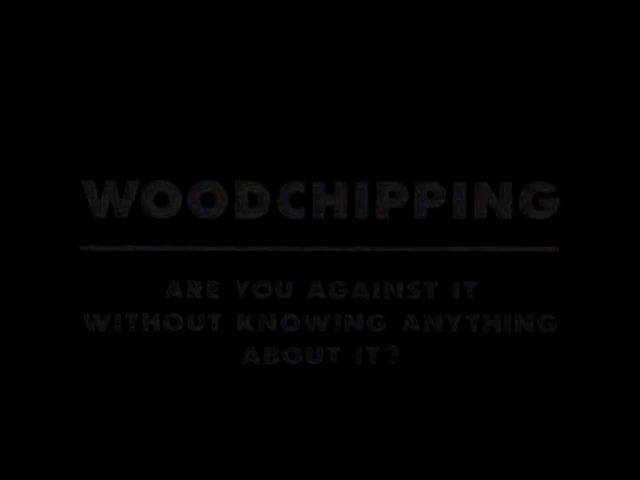 WOODCHIPPING
ARE YOU AGAINST IT
WITHOUT KNOWING ANYTHING
ABOUT IT?